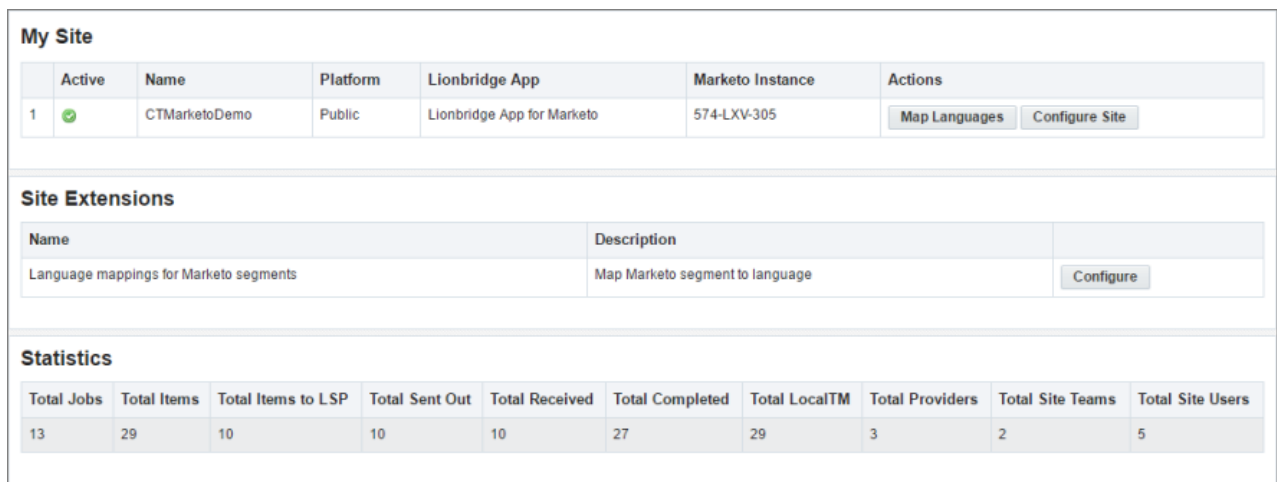 My Site
Active Name Platform Lionbridge App Marketo Instance Actions
1 CTMarketoDemo Public Lionbridge App for Marketo 574-LXV-305 Map Languages Configure Site
Site Extensions
Name Description
Language mappings for Marketo segments Map Marketo segment to language Configure
Statistics
Total Jobs Total Items Total Items to LSP Total Sent Out Total Received Total Completed Total LocalTM Total Providers Total Site Teams Total Site Users
13 29 10 10 10 27 29 3 2 5